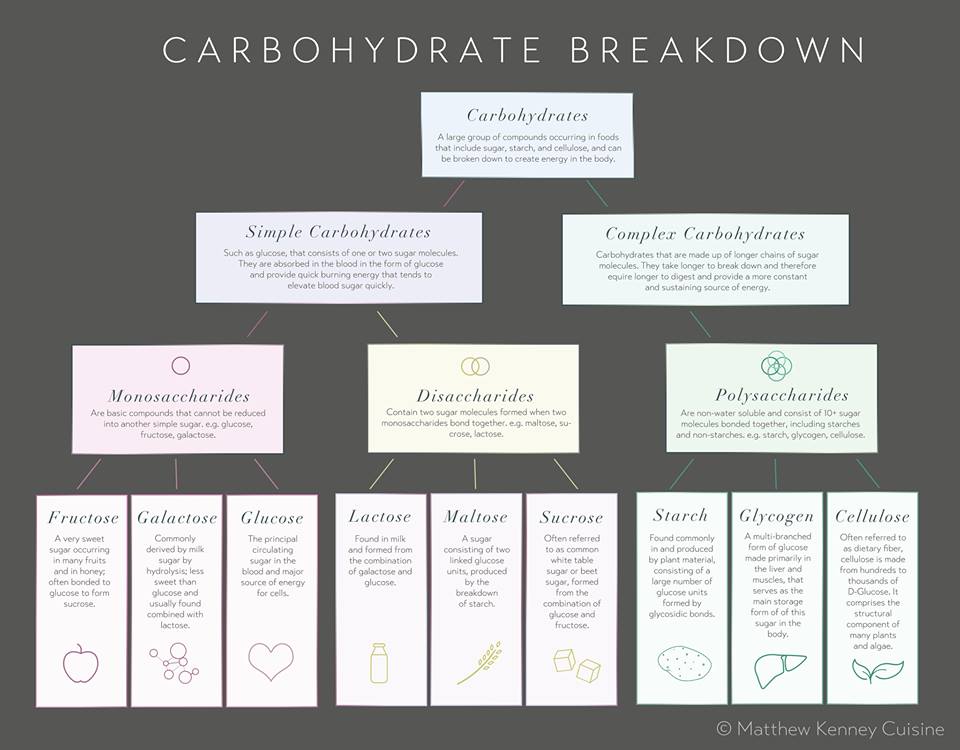 CARBOHYDRATE BREAKDOWN
Carbohydrates
A large group of compounds occurring in foods
that include sugar, starch, and cellulose, and can
be broken down to create energy in the body.
Simple Carbohydrates
Such as glucose, that consists of one or two sugar molecules.
They are absorbed in the blood in the form of glucose
and provide quick burning energy that tends to
elevate blood sugar quickly.
Complex Carbohydrates
Carbohydrates that are made up of longer chains of sugar
molecules. They take longer to break down and therefore
equire longer to digest and provide a more constant
and sustaining source of energy.
Monosaccharides
Are basic compounds that cannot be reduced
into another simple sugar. e.g. glucose,
fructose, galactose.
Disaccharides
Contain two sugar molecules formed when two
monosaccharides bond together. e.g. maltose, su-
crose, lactose.
Polysaccharides
Are non-water soluble and consist of 10+ sugar
molecules bonded together, including starches
and non-starches. e.g. starch, glycogen, cellulose.
Fructose
A very sweet
sugar occurring
in many fruits
and in honey;
often bonded to
glucose to form
sucrose.
Galactose
Commonly
derived by milk
sugar by
hydrolysis; less
sweet than
glucose and
usually found
combined with
lactose.
Glucose
The principal
circulating
sugar in the
blood and major
source of energy
for cells.
Lactose
Found in milk
and formed from
the combination
of galactose and
glucose.
Maltose
A sugar
consisting of two
linked glucose
units, produced
by the
breakdown
of starch.
Sucrose
Often referred
to as common
white table
sugar or beet
sugar, formed
from the
combination of
glucose and
fructose.
Starch
Found commonly
in and produced
by plant material,
consisting of a
large number of
glucose units
formed by
glycosidic bonds.
Glycogen
A multi-branched
form of glucose
made primarily in
the liver and
muscles, that
serves as the
main storage
form of of this
sugar in the
body.
Cellulose
Often referred to
as dietary fiber,
cellulose is made
from hundreds to
thousands of
D-Glucose. It
comprises the
structural
component of
many plants
and algae.
© Matthew Kenney Cuisine